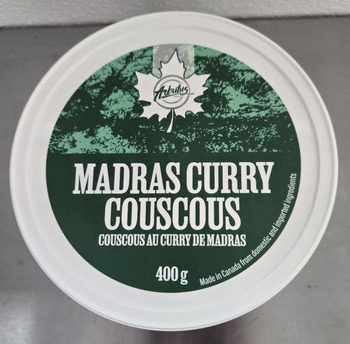 Arbutus
MADRAS CURRY
COUSCOUS
COUSCOUS AU CURRY DE MADRAS
400 g
Made in Canada from domestic and imported ingredients